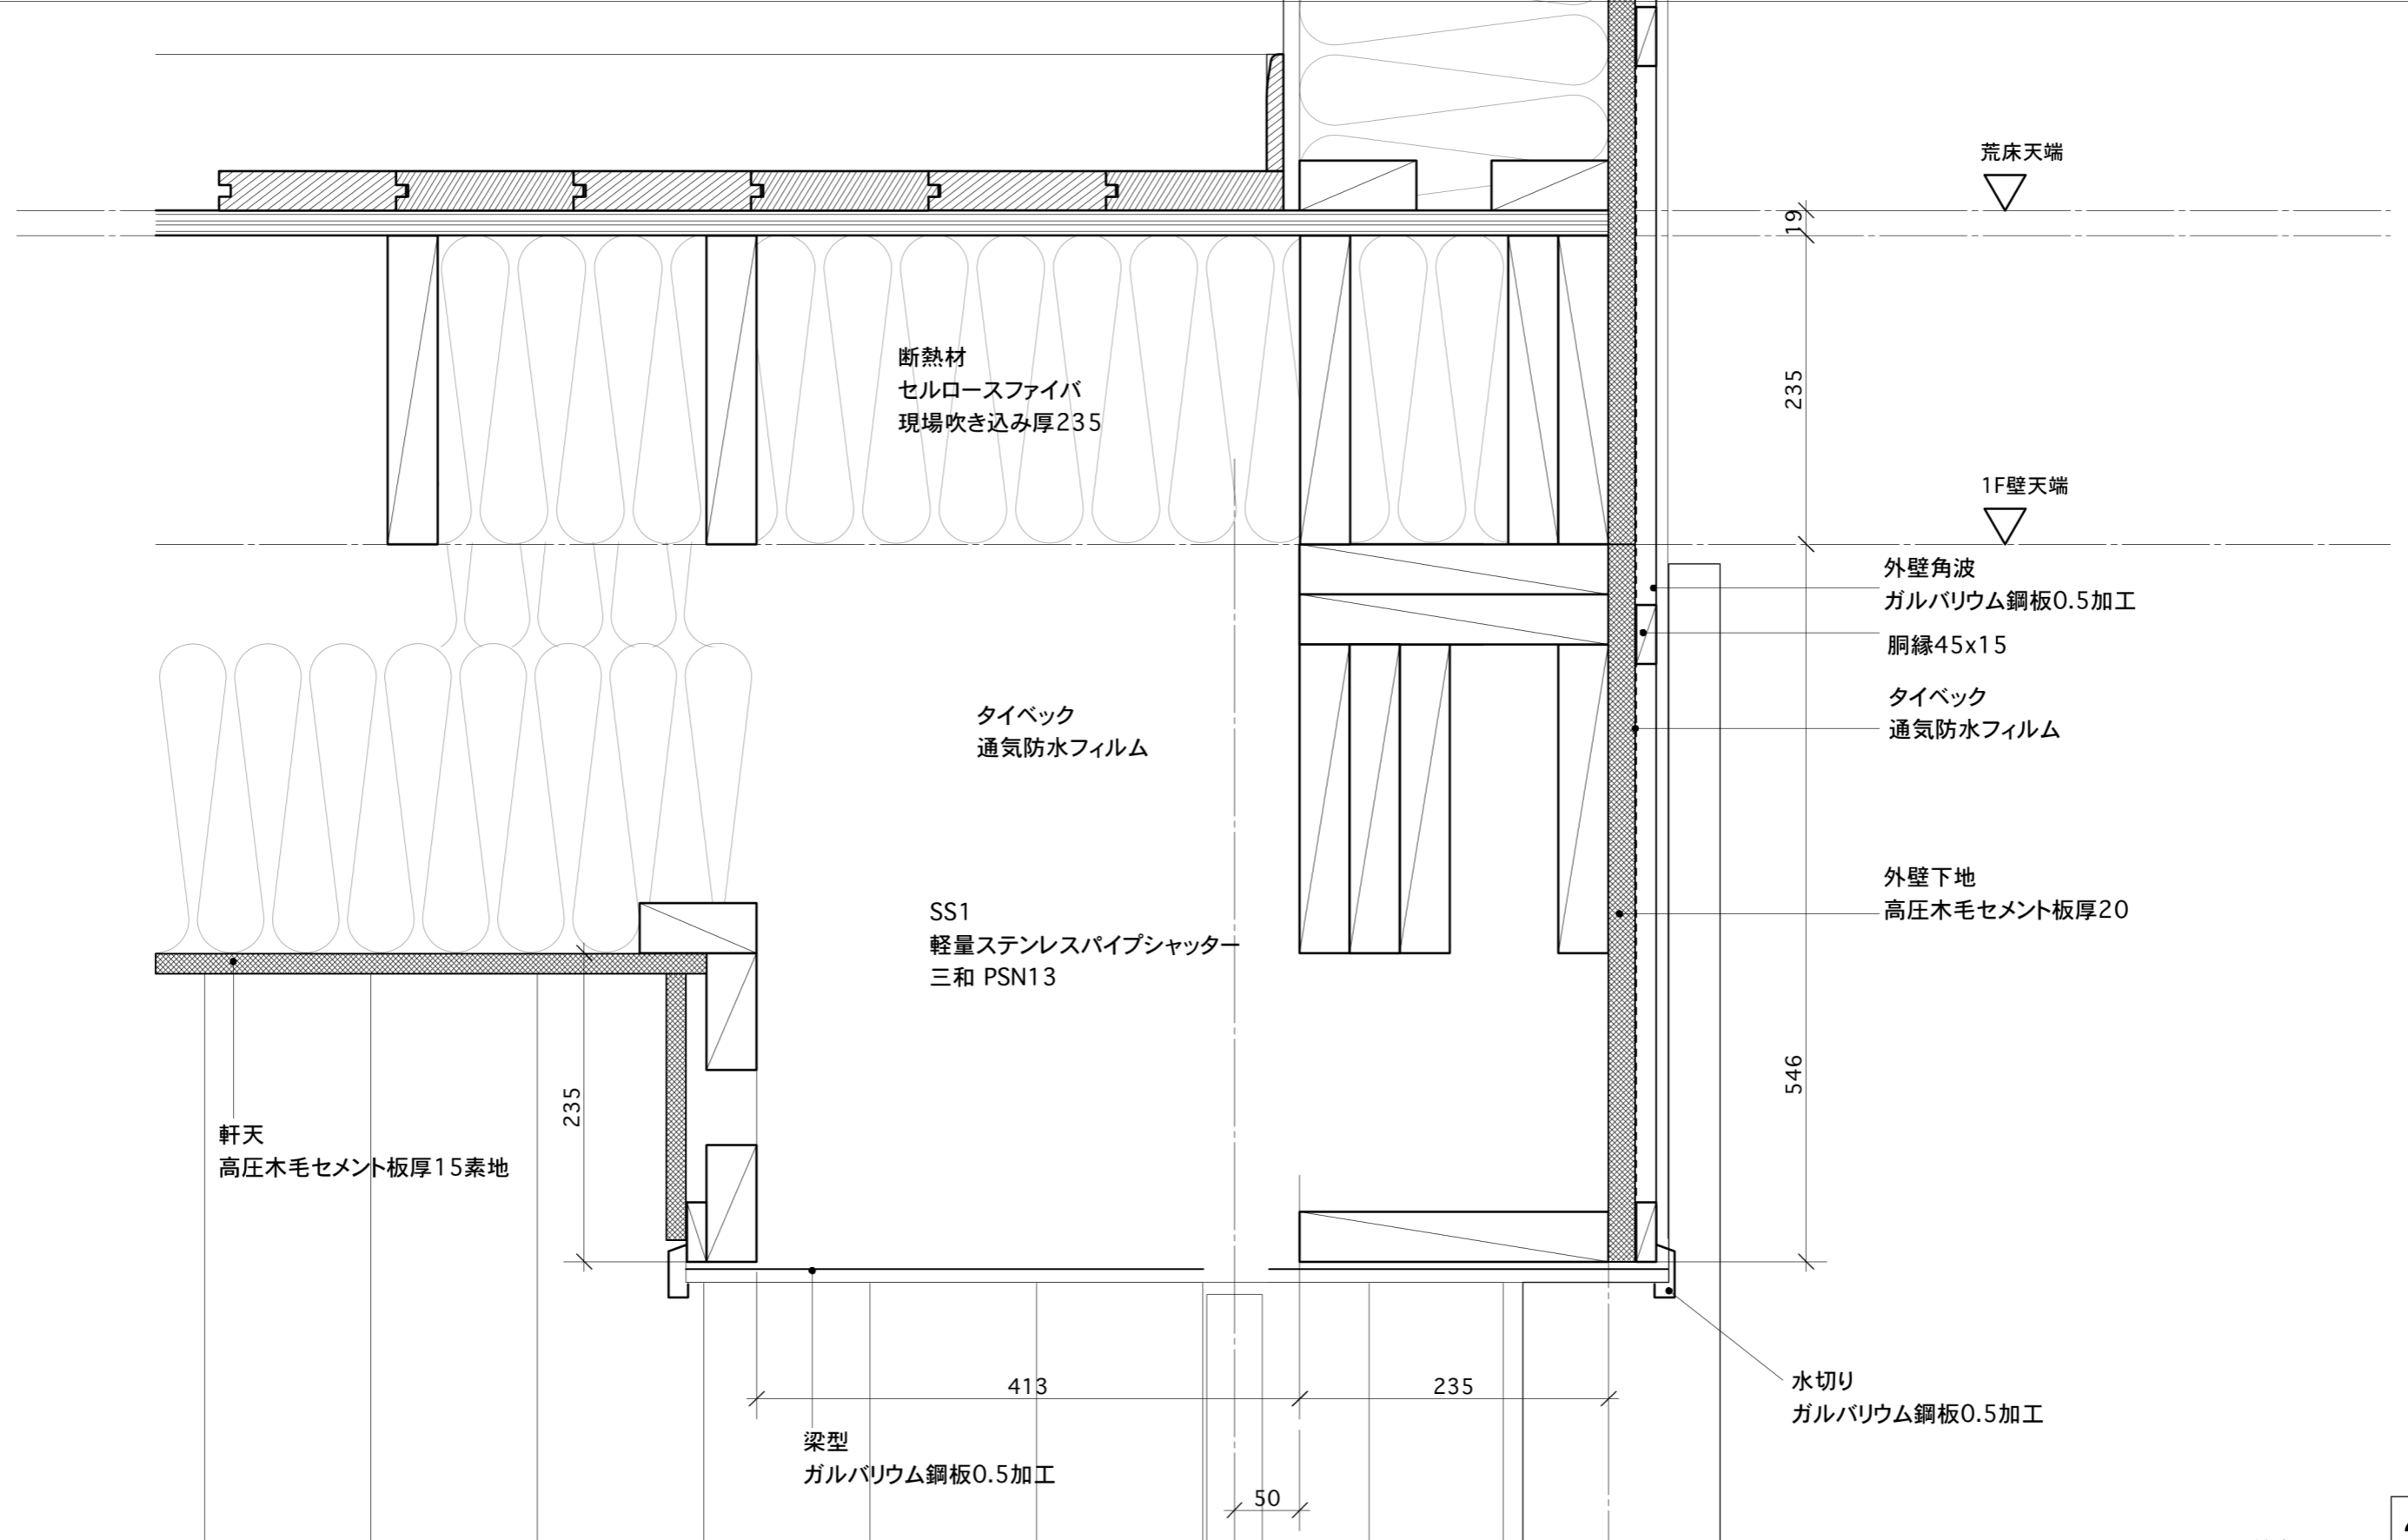 荒床天端
19
断熱材
セルロースファイバ
現場吹き込み厚235
235
1F壁天端
外壁角波
ガルバリウム鋼板0.5加工
胴縁45x15
タイベック
通気防水フィルム
タイベック
通気防水フィルム
外壁下地
高圧木毛セメント板厚20
SS1
軽量ステンレスパイプシャッター
三和 PSN13
546
235
軒天
高圧木毛セメント板厚15素地
413
235
水切り
ガルバリウム鋼板0.5加工
梁型
ガルバリウム鋼板0.5加工
50